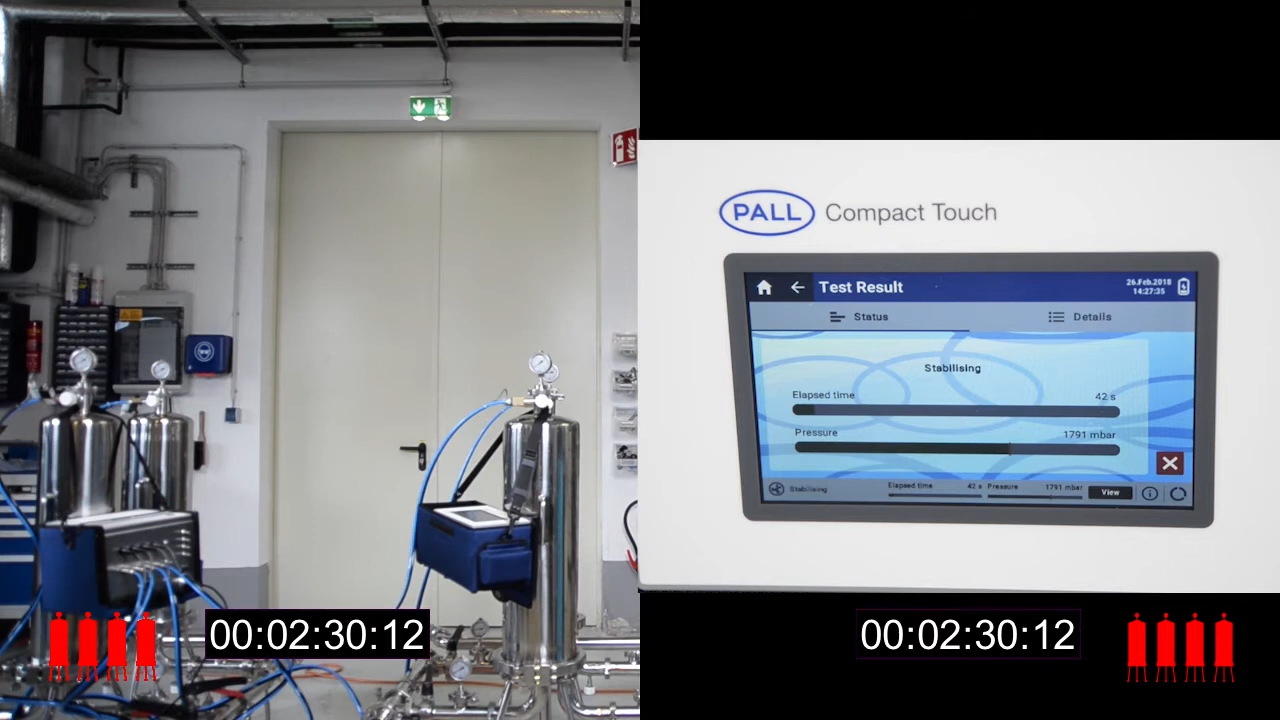 00:02:30:12
PALL Compact Touch
Test Result
26.Feb.2018
14:27:35
Status
Details
Stabilising
Elapsed time
42 s
Pressure
1791 mbar
Stabilising
Elapsed time 42 s
Pressure 1791 mbar
View
00:02:30:12